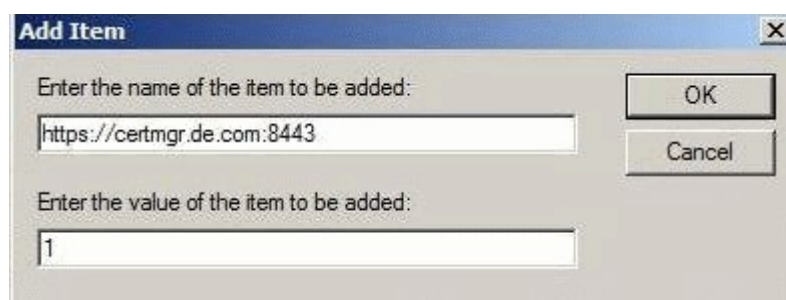 Add Item
Enter the name of the item to be added:
OK
https://certmgr.de.com:8443
Cancel
Enter the value of the item to be added:
1